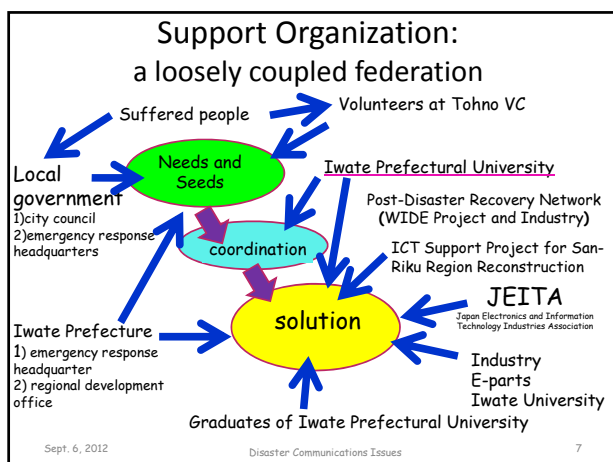 Support Organization:
a loosely coupled federation
Suffered people
Volunteers at Tohno VC
Needs and
Seeds
Local
government
1)city council
2)emergency response
headquarters
Iwate Prefectural University
Post-Disaster Recovery Network
(WIDE Project and Industry)
coordination
ICT Support Project for San-
Riku Region Reconstruction
JEITA
Japan Electronics and Information
Technology Industries Association
solution
Iwate Prefecture
1) emergency response
headquarter
2) regional development
office
Industry
E-parts
Iwate University
Graduates of Iwate Prefectural University
Sept. 6, 2012
Disaster Communications Issues
7